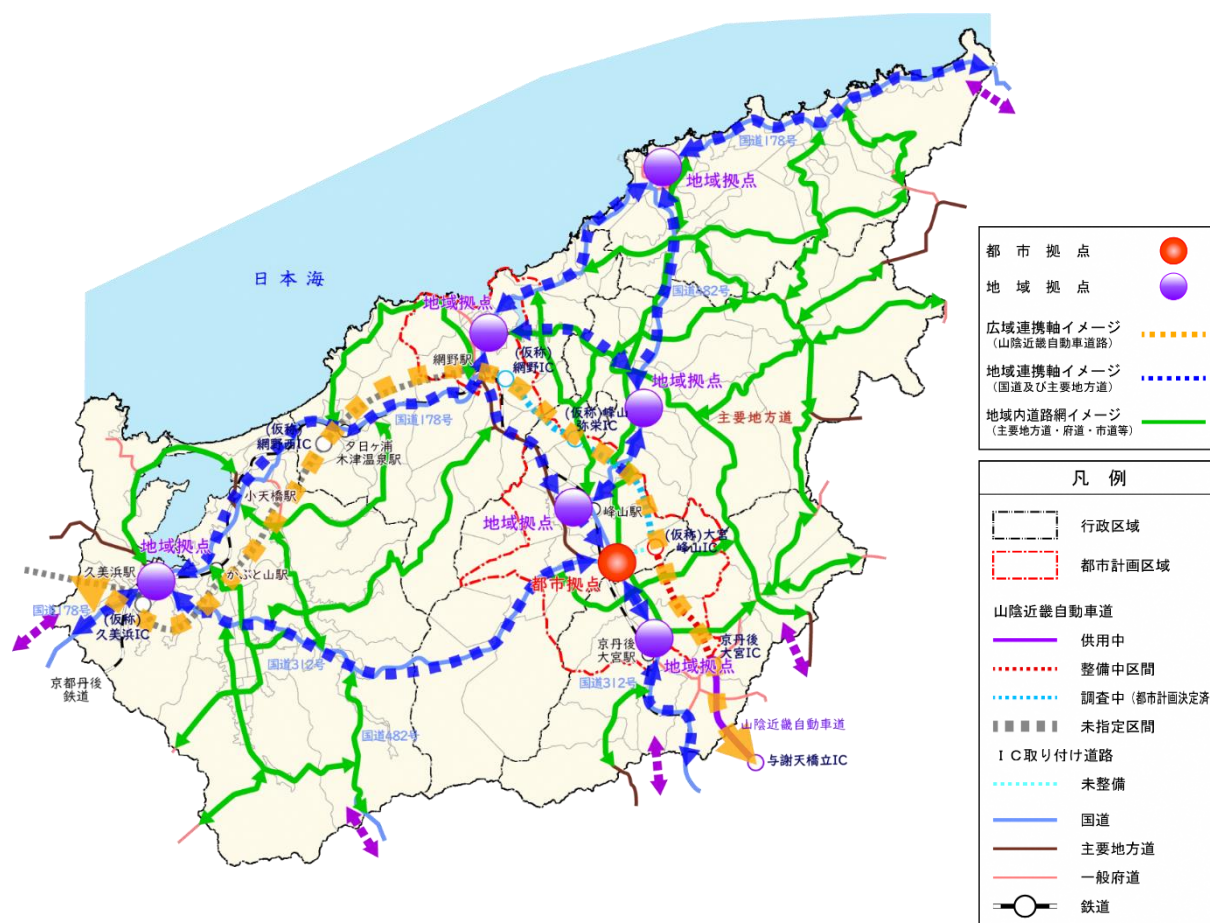 国道178号
地域拠点
日本海
国道482号
地域拠点
(仮称)
網野IC
網野駅
地域拠点
国道178号
(仮称)
網野西IC
夕日ヶ浦
木津温泉駅
(仮称)峰山
弥栄IC
主要地方道
小天橋駅
地域拠点
峰山駅
(仮称)大宮
峰山IC
地域拠点
久美浜駅
かぶと山駅
都市拠点
国道178号
(仮称)
久美浜IC
京丹後
大宮駅
京丹後
大宮IC
地域拠点
国道312号
国道312号
京都丹後
鉄道
国道482号
山陰近畿自動車道
与謝天橋立IC
都市拠点
地域拠点
広域連携軸イメージ
(山陰近畿自動車道路)
地域連携軸イメージ
(国道及び主要地方道)
地域内道路網イメージ
(主要地方道・府道・市道等)
凡例
行政区域
都市計画区域
山陰近畿自動車道
供用中
整備中区間
調査中(都市計画決定済
未指定区間
IC取り付け道路
未整備
国道
主要地方道
一般府道
鉄道